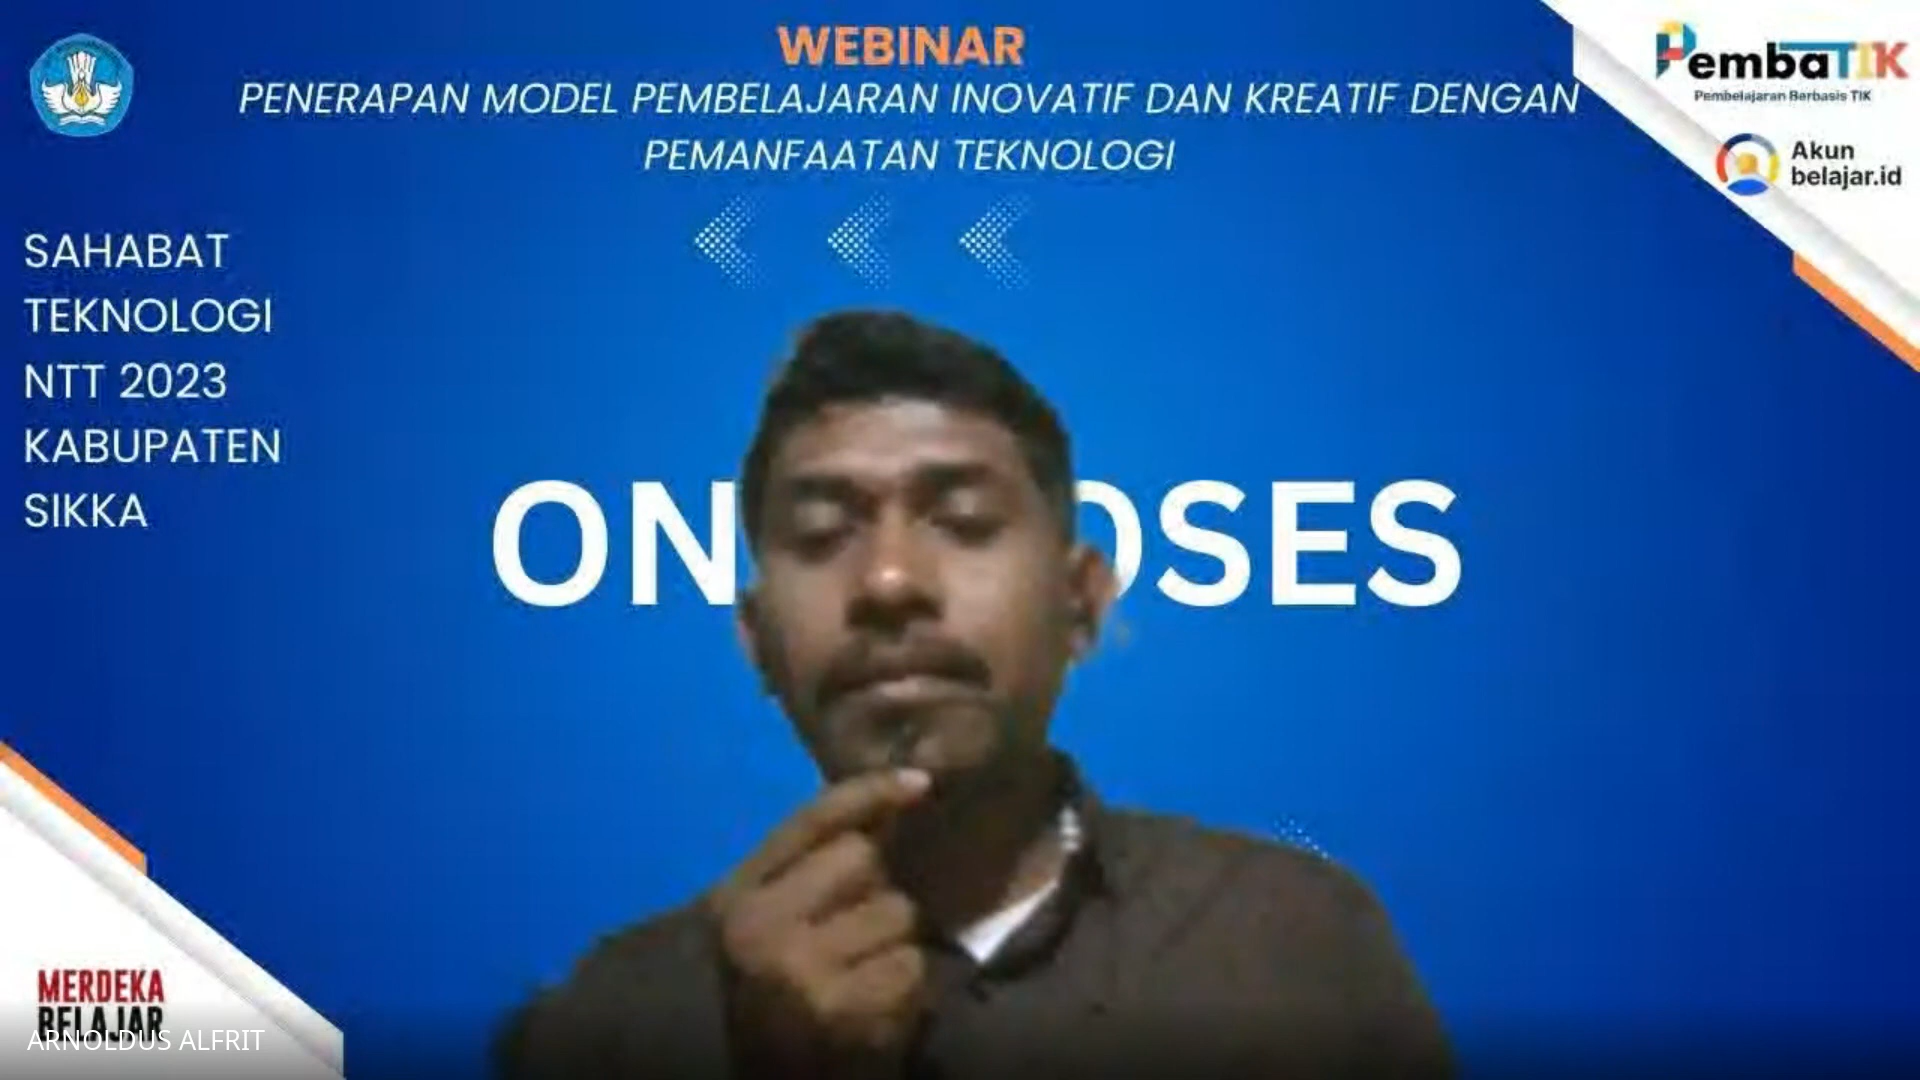 WEBINAR
PENERAPAN MODEL PEMBELAJARAN INOVATIF DAN KREATIF DENGAN
PEMANFAATAN TEKNOLOGI
PembaTIK
Pembelajaran Berbasis TIK
Akun
belajar.id
SAHABAT
TEKNOLOGI
NTT 2023
KABUPATEN
SIKKA
MERDEKA
BELAJAR
ARNOLDUS ALFRIT